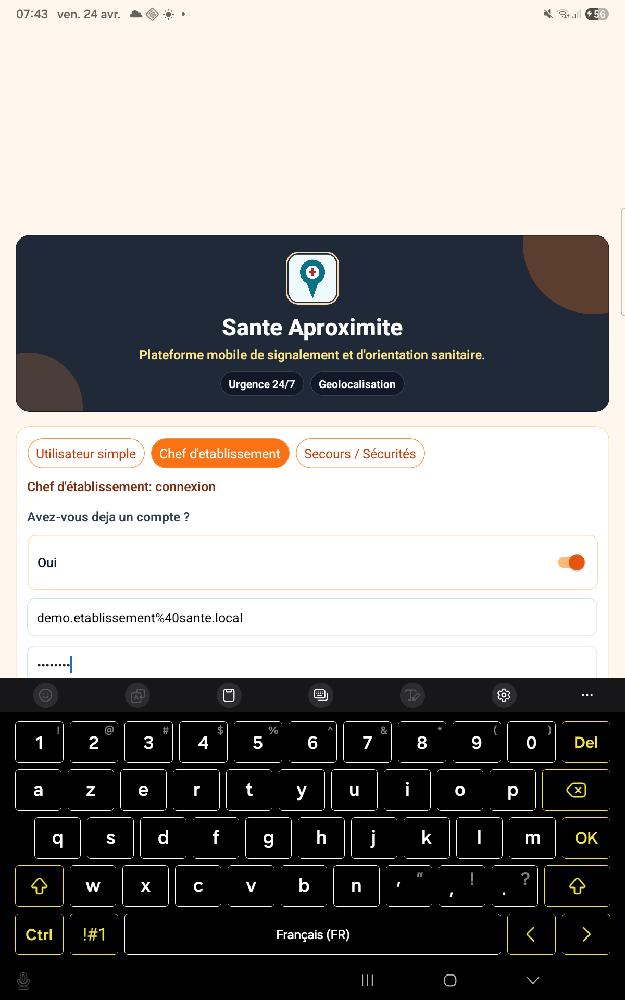 07:43 ven. 24 avr.
56
Sante Aproximite
Plateforme mobile de signalement et d'orientation sanitaire.
Urgence 24/7 Geolocalisation
Utilisateur simple Chef d'etablissement Secours / Sécurités
Chef d'établissement: connexion
Avez-vous deja un compte ?
Oui
demo.etablissement%40sante.local
••••••••
1 ! 2 @ 3 # 4 $ 5 % 6 ^ 7 & 8 * 9 ( 0 ) Del
a z e r t y u i o p
q s d f g h j k l m OK
w x c v b n ' " , ! . ?
Ctrl !#1 Français (FR) < >